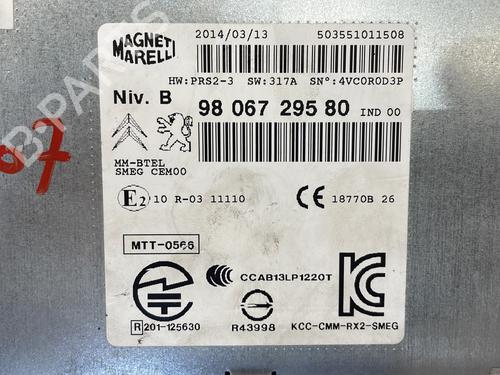 MAGNETI
MARELLI
2014/03/13
503551011508
HW:PRS2-3 SW:317A SN°:4VC0R0D3P
Niv. B
98 067 295 80 IND 00
MM-BTEL
SMEG CEM00
E2 10 R-03 11110
CE 18770B 26
MTT-0566
CCAB13LP1220T
R 201-125630
R43998
KCC-CMM-RX2-SMEG
07
B-PARTS